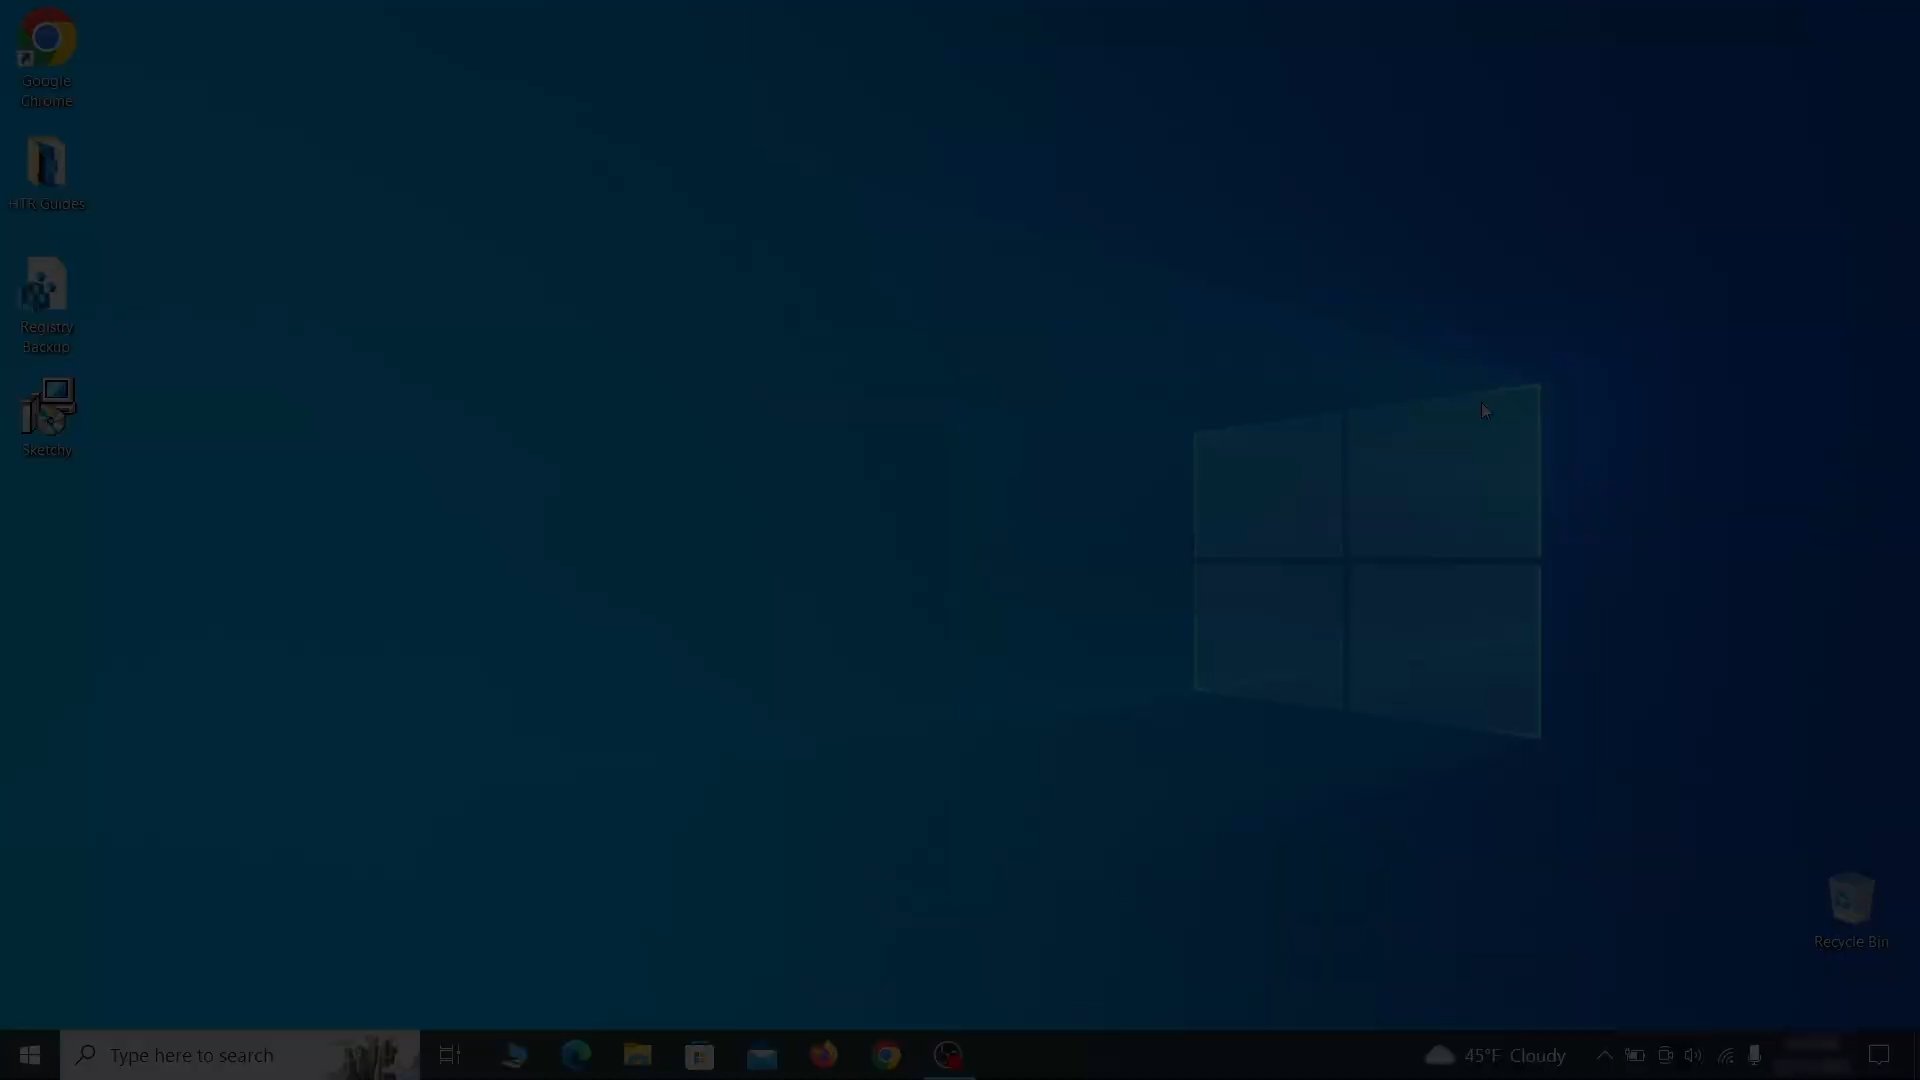 Google
Chrome
HTR Guides
Registry
Backup
Sketchy
Recycle Bin
Type here to search
45°F Cloudy